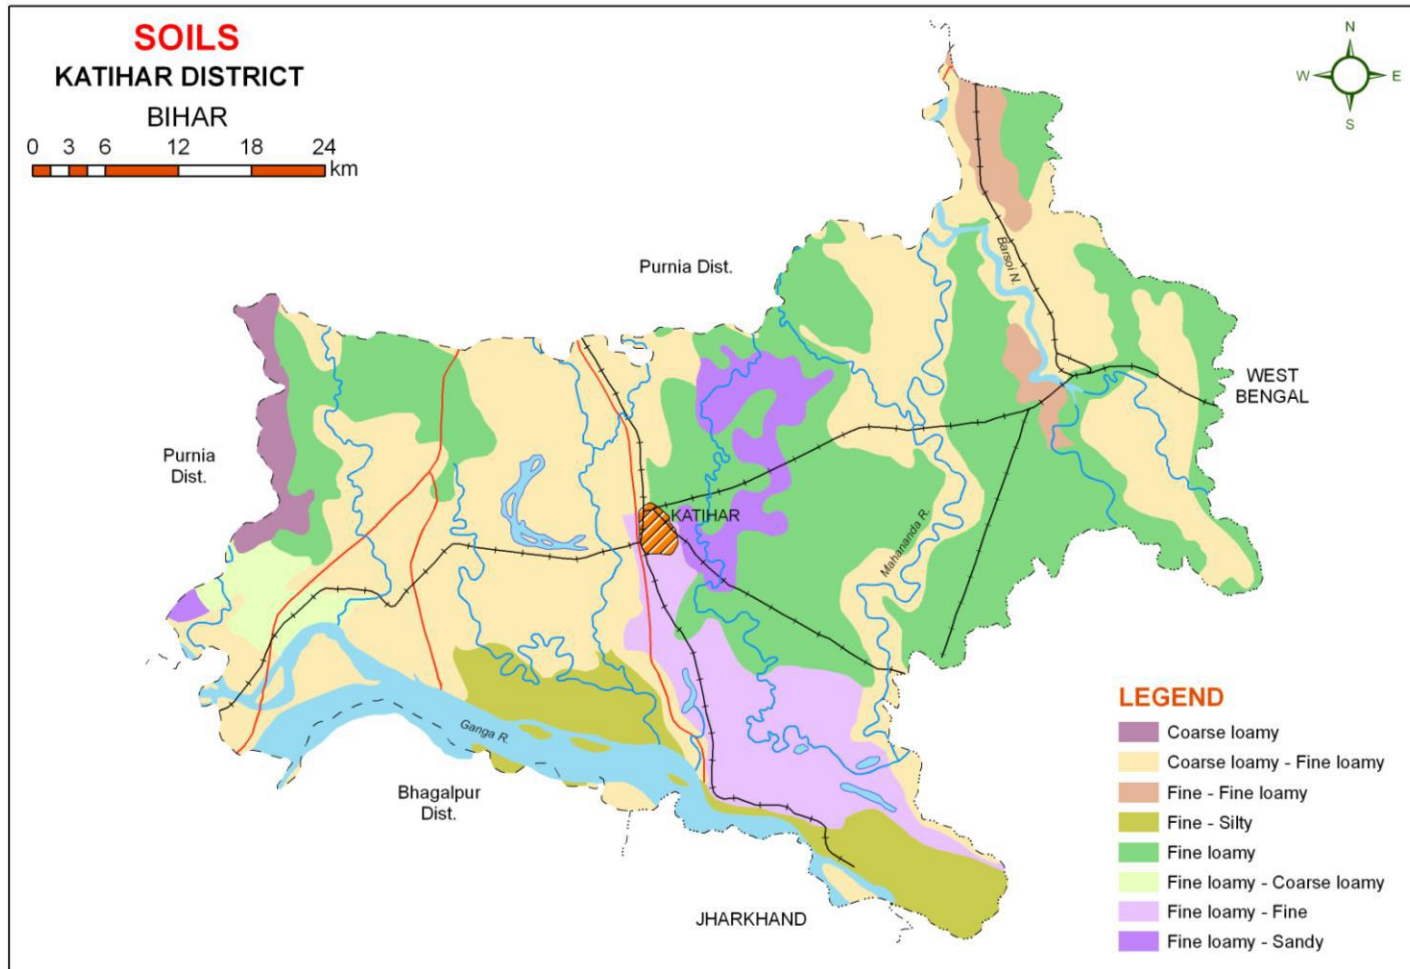 SOILS
KATIHAR DISTRICT
BIHAR
0 3 6 12 18 24
km
N
W E
S
Purnia Dist.
Barsoi N.
WEST
BENGAL
Purnia
Dist.
KATIHAR
Mahananda R.
Ganga R.
Bhagalpur
Dist.
JHARKHAND
LEGEND
Coarse loamy
Coarse loamy - Fine loamy
Fine - Fine loamy
Fine - Silty
Fine loamy
Fine loamy - Coarse loamy
Fine loamy - Fine
Fine loamy - Sandy